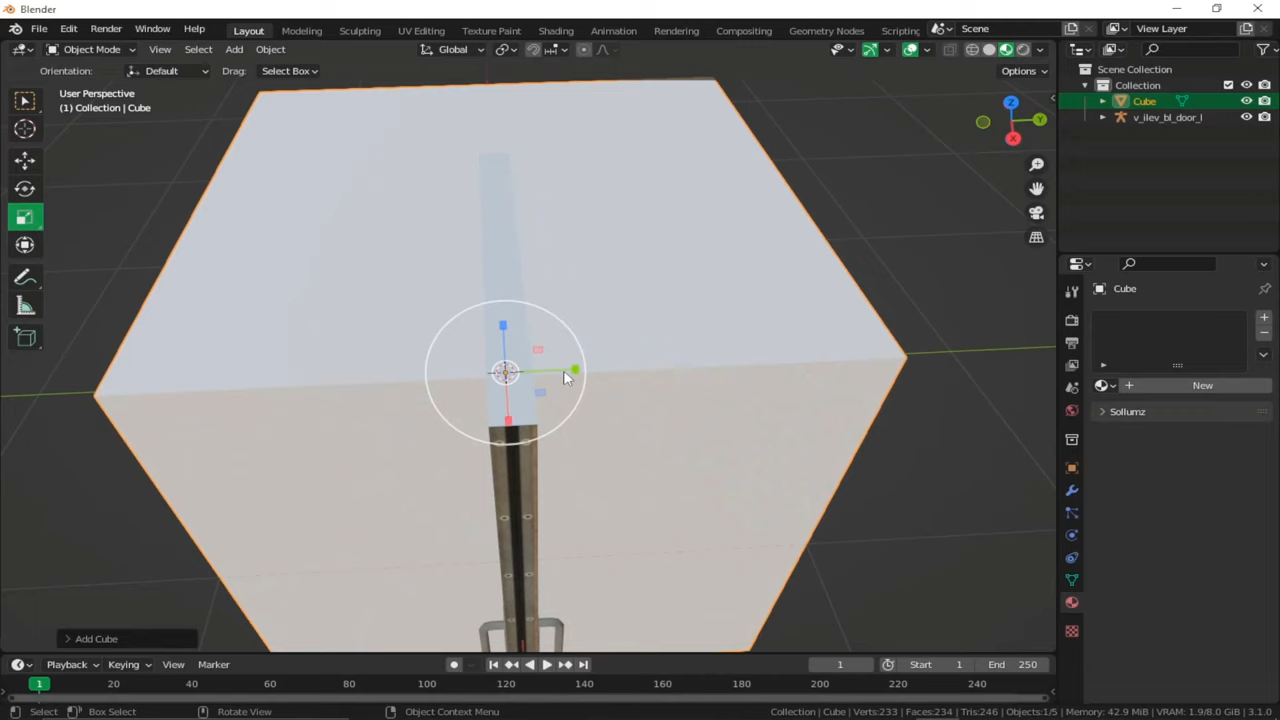 Blender
File Edit Render Window Help
Layout Modeling Sculpting UV Editing Texture Paint Shading Animation Rendering Compositing Geometry Nodes Scripting
Scene
View Layer
Object Mode View Select Add Object
Global
Orientation: Default Drag: Select Box
Options
User Perspective
(1) Collection | Cube
Z
Y
X
Scene Collection
Collection
Cube
v_ilev_bl_door_l
Cube
New
Sollumz
Add Cube
Playback Keying View Marker
1 Start 1 End 250
1 20 40 60 80 100 120 140 160 180 200 220 240
Select Box Select Rotate View Object Context Menu
Collection | Cube | Verts:233 | Faces:234 | Tris:246 | Objects:1/5 | Memory: 42.9 MiB | VRAM: 1.9/8.0 GiB | 3.1.0